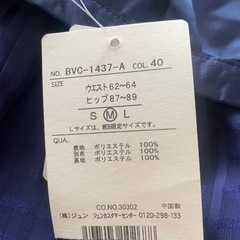 NO. BVC-1437-A COL. 40
SIZE
ウエスト62~64
ヒップ87~89
S M L
Lサイズは、WEB限定サイズです。
QUA.
表地 ポリエステル 100%
別布 ポリエステル 100%
裏地 ポリエステル 100%
CO.NO.30302 中国製
(株)ジュン ジュンカスタマーセンター 0120-298-133